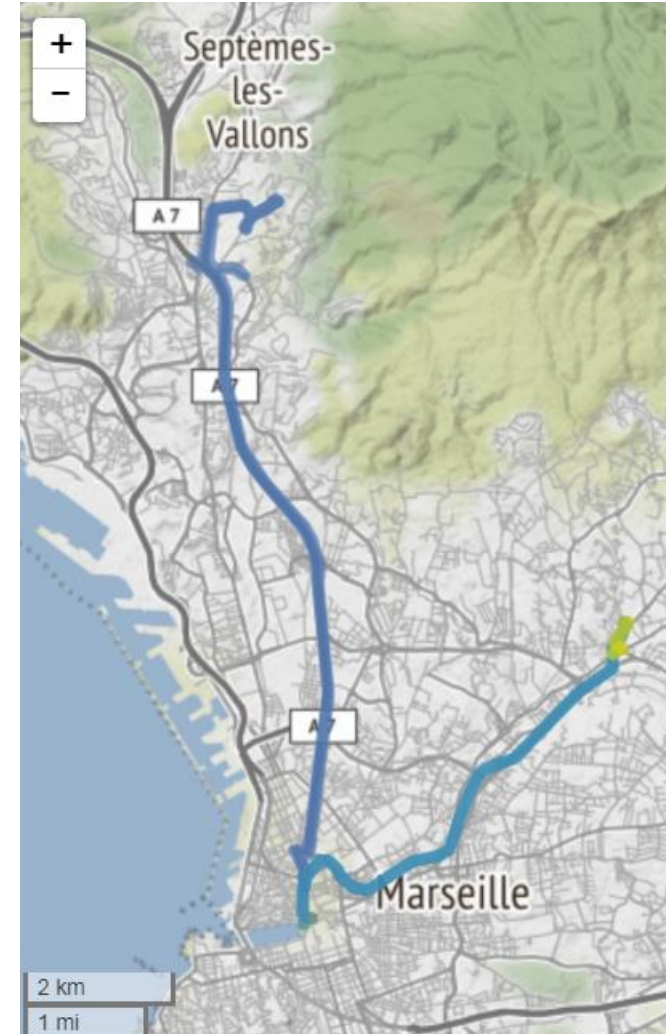 +
−
Septèmes-
les-
Vallons
A 7
A 7
A 7
Marseille
2 km
1 mi